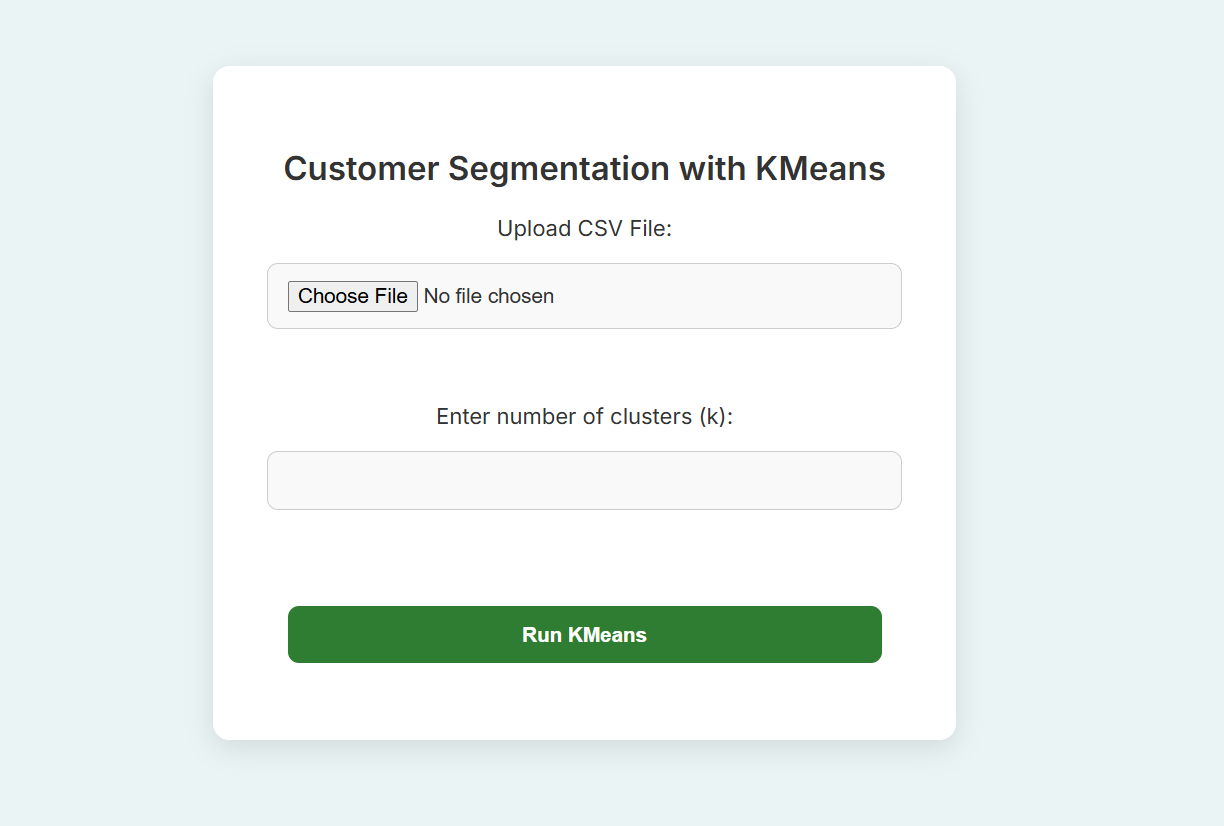 Customer Segmentation with KMeans
Upload CSV File:
Choose File No file chosen
Enter number of clusters (k):
Run KMeans